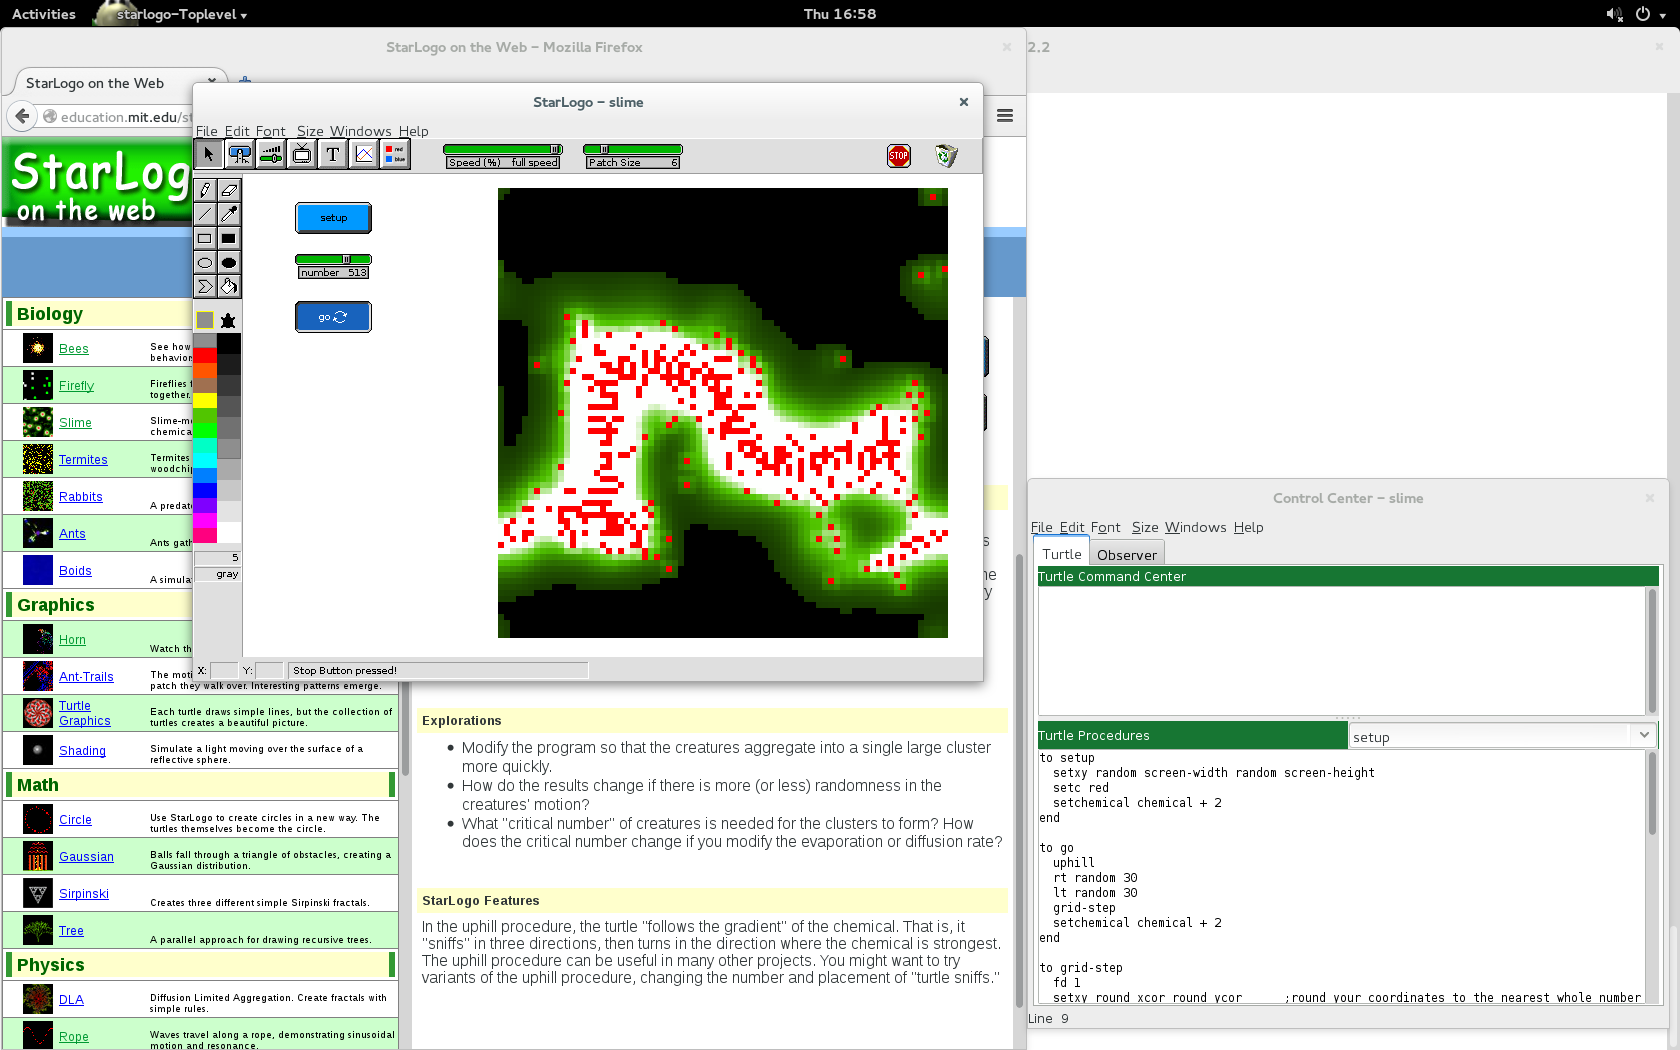 Activities
starlogo-Toplevel
Thu 16:58
StarLogo on the Web – Mozilla Firefox
2.2
StarLogo on the Web
education.mit.edu/st
StarLog
on the web
Biology
Bees
See how
behavior
Firefly
Fireflies f
together.
Slime
Slime-mo
chemica
Termites
Termites
woodchip
Rabbits
A predato
Ants
Ants gath
Boids
A simulat
Graphics
Horn
Watch th
Ant-Trails
The moti
patch they walk over. Interesting patterns emerge.
Turtle
Graphics
Each turtle draws simple lines, but the collection of
turtles creates a beautiful picture.
Shading
Simulate a light moving over the surface of a
reflective sphere.
Math
Circle
Use StarLogo to create circles in a new way. The
turtles themselves become the circle.
Gaussian
Balls fall through a triangle of obstacles, creating a
Gaussian distribution.
Sirpinski
Creates three different simple Sirpinski fractals.
Tree
A parallel approach for drawing recursive trees.
Physics
DLA
Diffusion Limited Aggregation. Create fractals with
simple rules.
Rope
Waves travel along a rope, demonstrating sinusoidal
motion and resonance.
StarLogo – slime
File Edit Font Size Windows Help
T
red
blue
Speed (%) full speed
Patch Size 6
STOP
setup
number 513
go
5
gray
X:
Y:
Stop Button pressed!
s
ne
y
Explorations
Modify the program so that the creatures aggregate into a single large cluster
more quickly.
How do the results change if there is more (or less) randomness in the
creatures' motion?
What "critical number" of creatures is needed for the clusters to form? How
does the critical number change if you modify the evaporation or diffusion rate?
StarLogo Features
In the uphill procedure, the turtle "follows the gradient" of the chemical. That is, it
"sniffs" in three directions, then turns in the direction where the chemical is strongest.
The uphill procedure can be useful in many other projects. You might want to try
variants of the uphill procedure, changing the number and placement of "turtle sniffs."
Control Center – slime
File Edit Font Size Windows Help
Turtle
Observer
Turtle Command Center
Turtle Procedures
setup
to setup
setxy random screen-width random screen-height
setc red
setchemical chemical + 2
end
to go
uphill
rt random 30
lt random 30
grid-step
setchemical chemical + 2
end
to grid-step
fd 1
setxy round xcor round ycor ;round your coordinates to the nearest whole number
Line 9